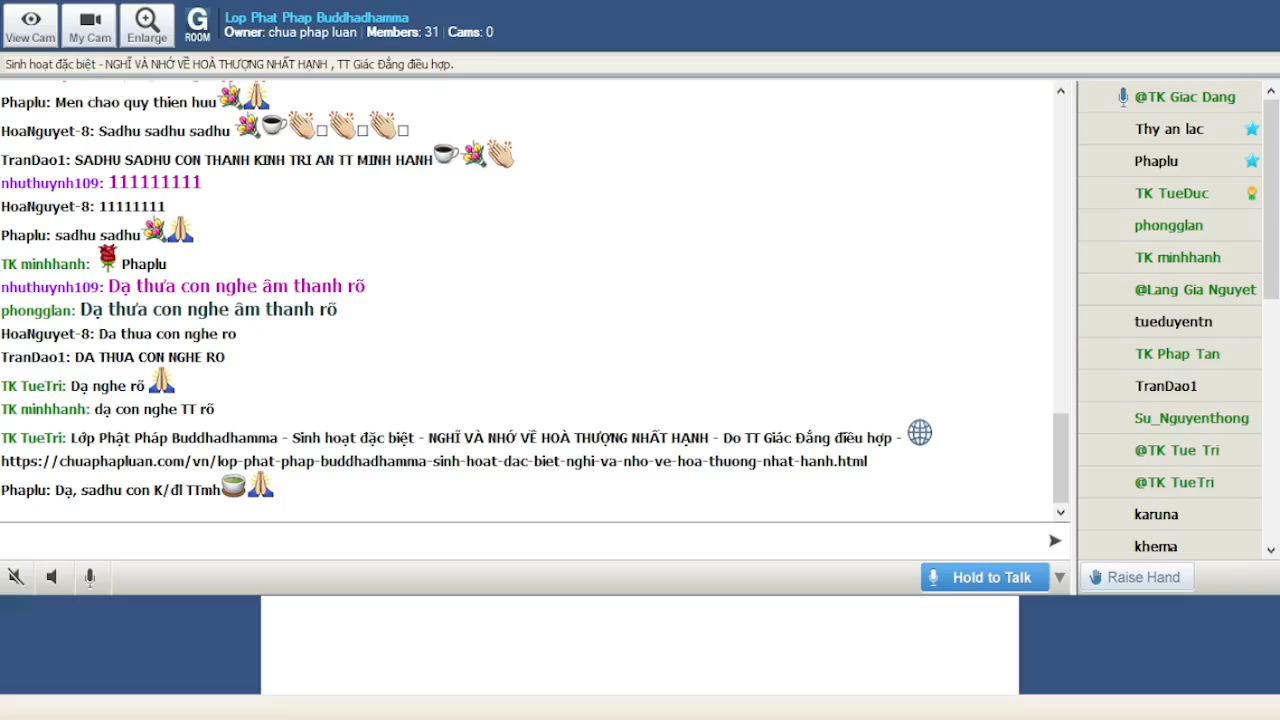 View Cam
My Cam
Enlarge
G
ROOM
Lop Phat Phap Buddhadhamma
Owner: chua phap luan | Members: 31 | Cams: 0
Sinh hoạt đặc biệt - NGHĨ VÀ NHỚ VỀ HOÀ THƯỢNG NHẤT HẠNH , TT Giác Đẳng điều hợp.
Phaplu: Men chao quy thien huu
HoaNguyet-8: Sadhu sadhu sadhu
TranDao1: SADHU SADHU CON THANH KINH TRI AN TT MINH HANH
nhuthuynh109: 111111111
HoaNguyet-8: 11111111
Phaplu: sadhu sadhu
TK minhhanh: Phaplu
nhuthuynh109: Dạ thưa con nghe âm thanh rõ
phongglan: Dạ thưa con nghe âm thanh rõ
HoaNguyet-8: Da thua con nghe ro
TranDao1: DA THUA CON NGHE RO
TK TueTri: Dạ nghe rõ
TK minhhanh: dạ con nghe TT rõ
TK TueTri: Lớp Phật Pháp Buddhadhamma - Sinh hoạt đặc biệt - NGHĨ VÀ NHỚ VỀ HOÀ THƯỢNG NHẤT HẠNH - Do TT Giác Đẳng điều hợp -
https://chuaphapluan.com/vn/lop-phat-phap-buddhadhamma-sinh-hoat-dac-biet-nghi-va-nho-ve-hoa-thuong-nhat-hanh.html
Phaplu: Dạ, sadhu con K/đl TTmh
@TK Giac Dang
Thy an lac
Phaplu
TK TueDuc
phongglan
TK minhhanh
@Lang Gia Nguyet
tueduyentn
TK Phap Tan
TranDao1
Su_Nguyenthong
@TK Tue Tri
@TK TueTri
karuna
khema
Hold to Talk
Raise Hand